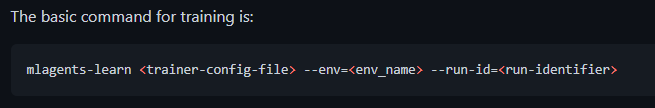 The basic command for training is:
mlagents-learn <trainer-config-file> --env=<env_name> --run-id=<run-identifier>